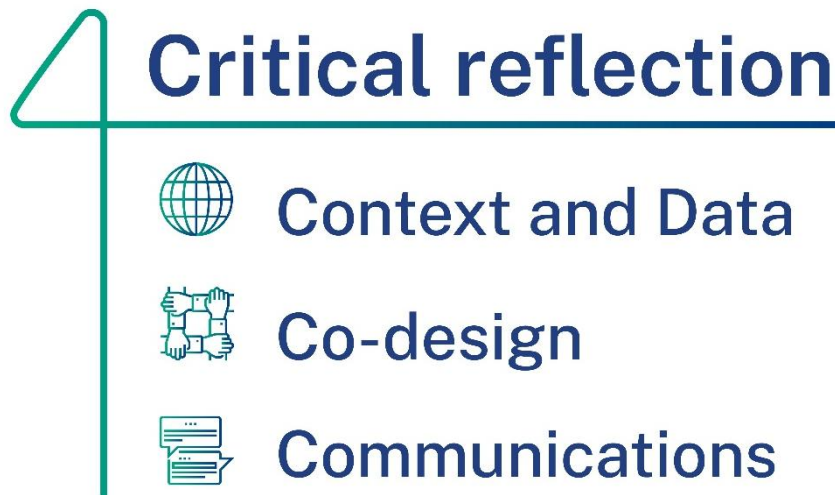 Critical reflection
Context and Data
Co-design
Communications